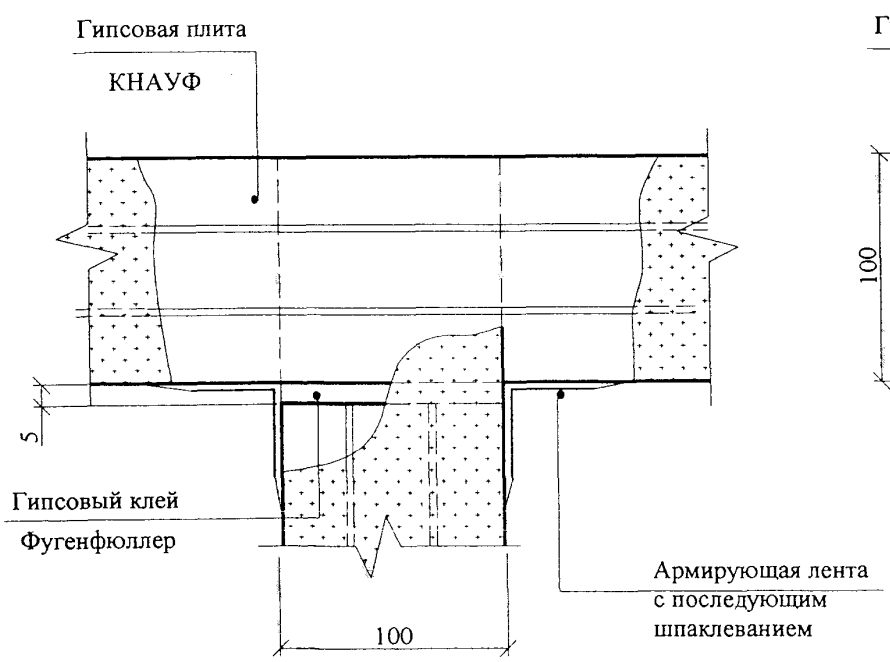 Гипсовая плита
КНАУФ
Г
100
5
Гипсовый клей
Фугенфюллер
Армирующая лента
с последующим
шпаклеванием
100